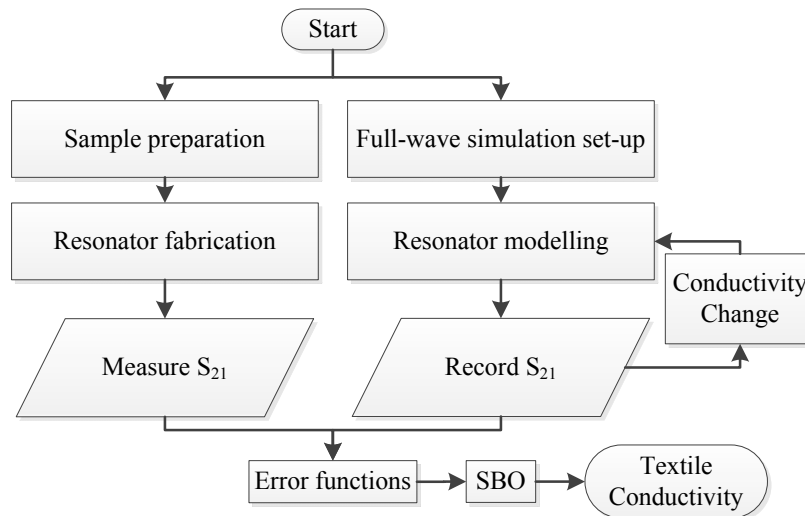 Start
Sample preparation
Full-wave simulation set-up
Resonator fabrication
Resonator modelling
Conductivity
Change
Measure S₂₁
Record S₂₁
Error functions
SBO
Textile
Conductivity